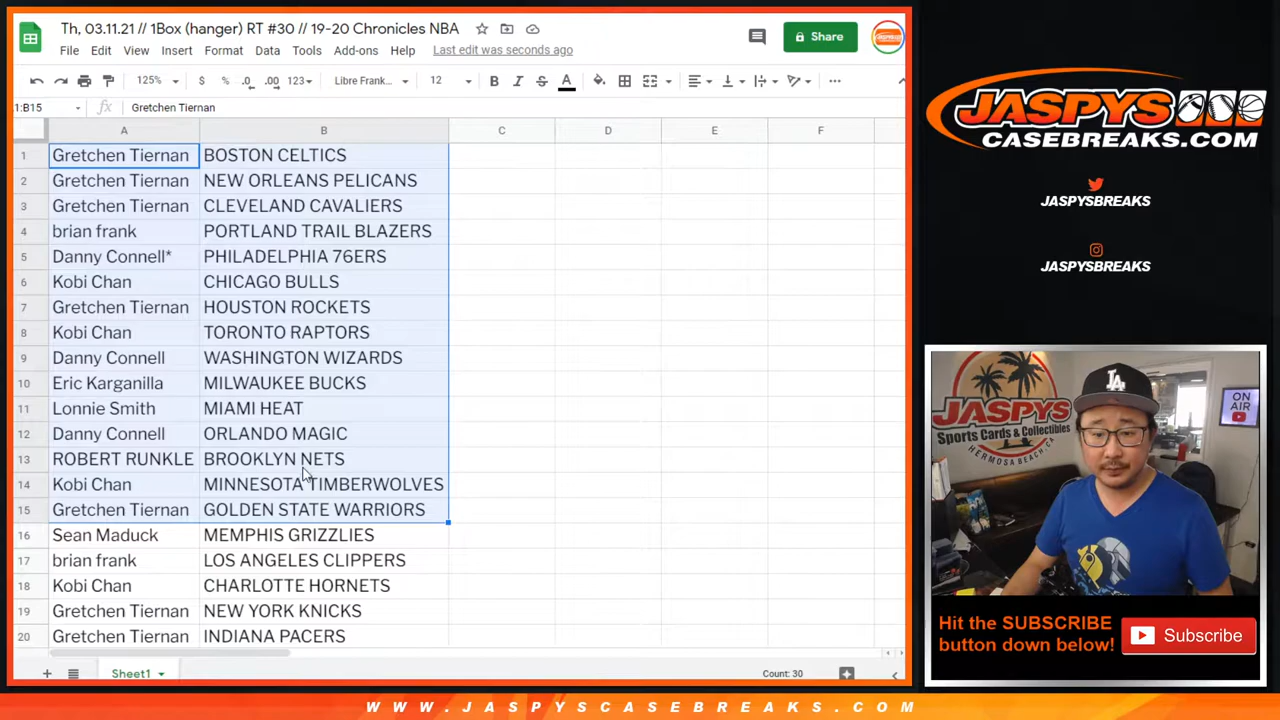 Th, 03.11.21 // 1Box (hanger) RT #30 // 19-20 Chronicles NBA
File Edit View Insert Format Data Tools Add-ons Help Last edit was seconds ago
Share
125% $ % .0 .00 123 Libre Frank... 12 B I S A
1:B15 fx Gretchen Tiernan
A B C D E F
1 Gretchen Tiernan BOSTON CELTICS
2 Gretchen Tiernan NEW ORLEANS PELICANS
3 Gretchen Tiernan CLEVELAND CAVALIERS
4 brian frank PORTLAND TRAIL BLAZERS
5 Danny Connell* PHILADELPHIA 76ERS
6 Kobi Chan CHICAGO BULLS
7 Gretchen Tiernan HOUSTON ROCKETS
8 Kobi Chan TORONTO RAPTORS
9 Danny Connell WASHINGTON WIZARDS
10 Eric Karganilla MILWAUKEE BUCKS
11 Lonnie Smith MIAMI HEAT
12 Danny Connell ORLANDO MAGIC
13 ROBERT RUNKLE BROOKLYN NETS
14 Kobi Chan MINNESOTA TIMBERWOLVES
15 Gretchen Tiernan GOLDEN STATE WARRIORS
16 Sean Maduck MEMPHIS GRIZZLIES
17 brian frank LOS ANGELES CLIPPERS
18 Kobi Chan CHARLOTTE HORNETS
19 Gretchen Tiernan NEW YORK KNICKS
20 Gretchen Tiernan INDIANA PACERS
Sheet1 Count: 30
JASPYS
CASEBREAKS.COM
JASPYSBREAKS
JASPYSBREAKS
JASPYS
Sports Cards & Collectibles
HERMOSA BEACH, CA
ON
AIR
LA
Hit the SUBSCRIBE
button down below!
Subscribe
WWW.JASPYSCASEBREAKS.COM